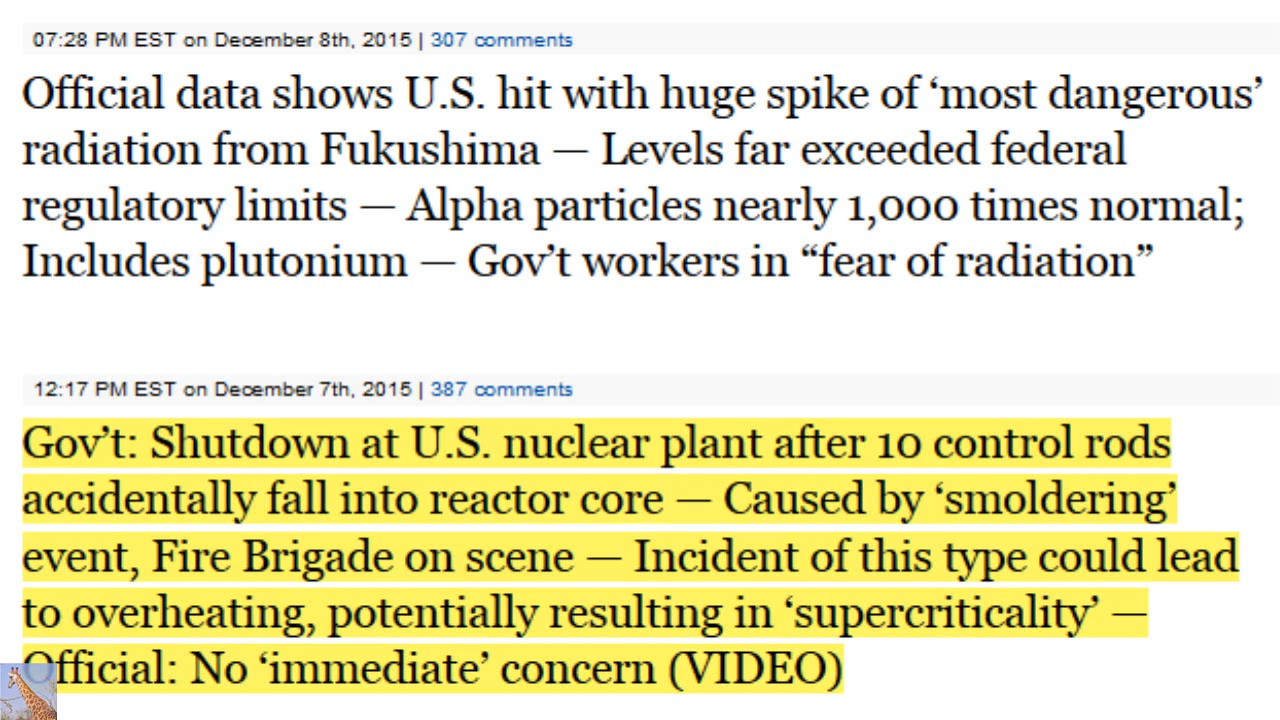 07:28 PM EST on December 8th, 2015 | 307 comments
Official data shows U.S. hit with huge spike of ‘most dangerous’
radiation from Fukushima — Levels far exceeded federal
regulatory limits — Alpha particles nearly 1,000 times normal;
Includes plutonium — Gov’t workers in “fear of radiation”
12:17 PM EST on December 7th, 2015 | 387 comments
Gov’t: Shutdown at U.S. nuclear plant after 10 control rods
accidentally fall into reactor core — Caused by ‘smoldering’
event, Fire Brigade on scene — Incident of this type could lead
to overheating, potentially resulting in ‘supercriticality’ —
Official: No ‘immediate’ concern (VIDEO)